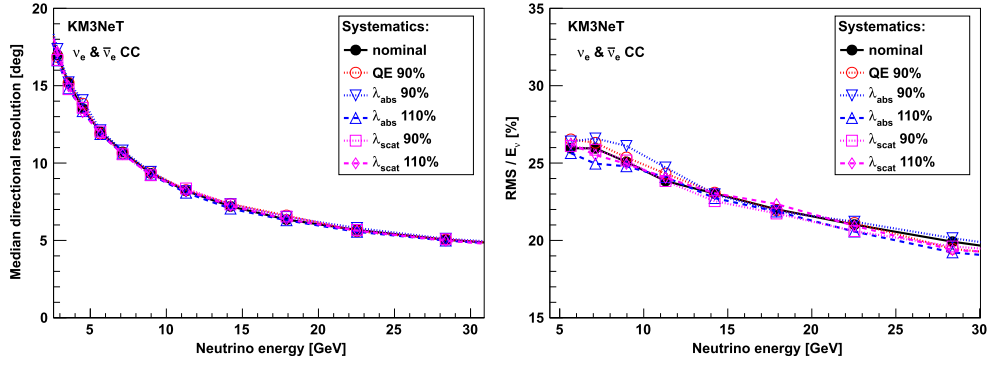 20
15
10
5
0
Median directional resolution [deg]
KM3NeT
νe & ν̅e CC
Systematics:
nominal
QE 90%
λabs 90%
λabs 110%
λscat 90%
λscat 110%
5 10 15 20 25 30
Neutrino energy [GeV]
35
30
25
20
15
RMS / Eν [%]
KM3NeT
νe & ν̅e CC
Systematics:
nominal
QE 90%
λabs 90%
λabs 110%
λscat 90%
λscat 110%
5 10 15 20 25 30
Neutrino energy [GeV]